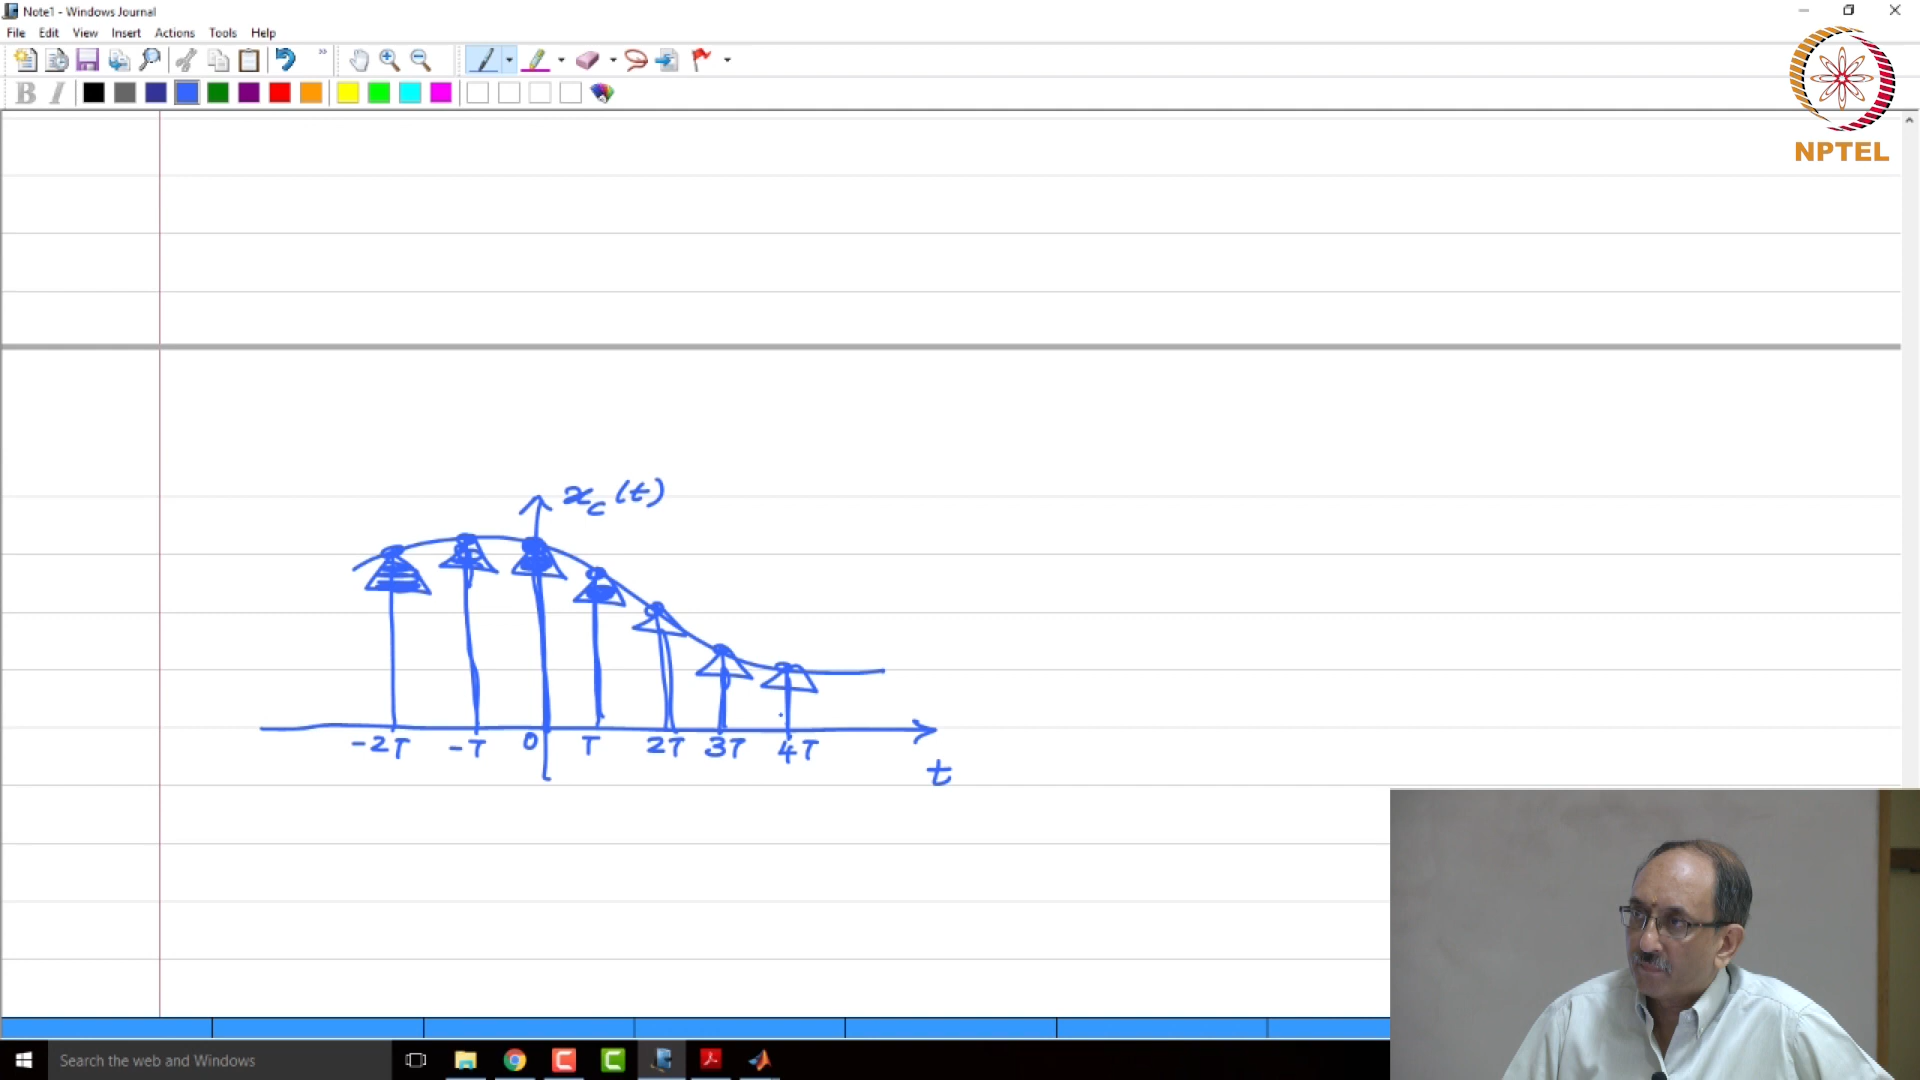 Note1 - Windows Journal
File Edit View Insert Actions Tools Help
B I
NPTEL
x_c(t)
-2T -T 0 T 2T 3T 4T
t
Search the web and Windows